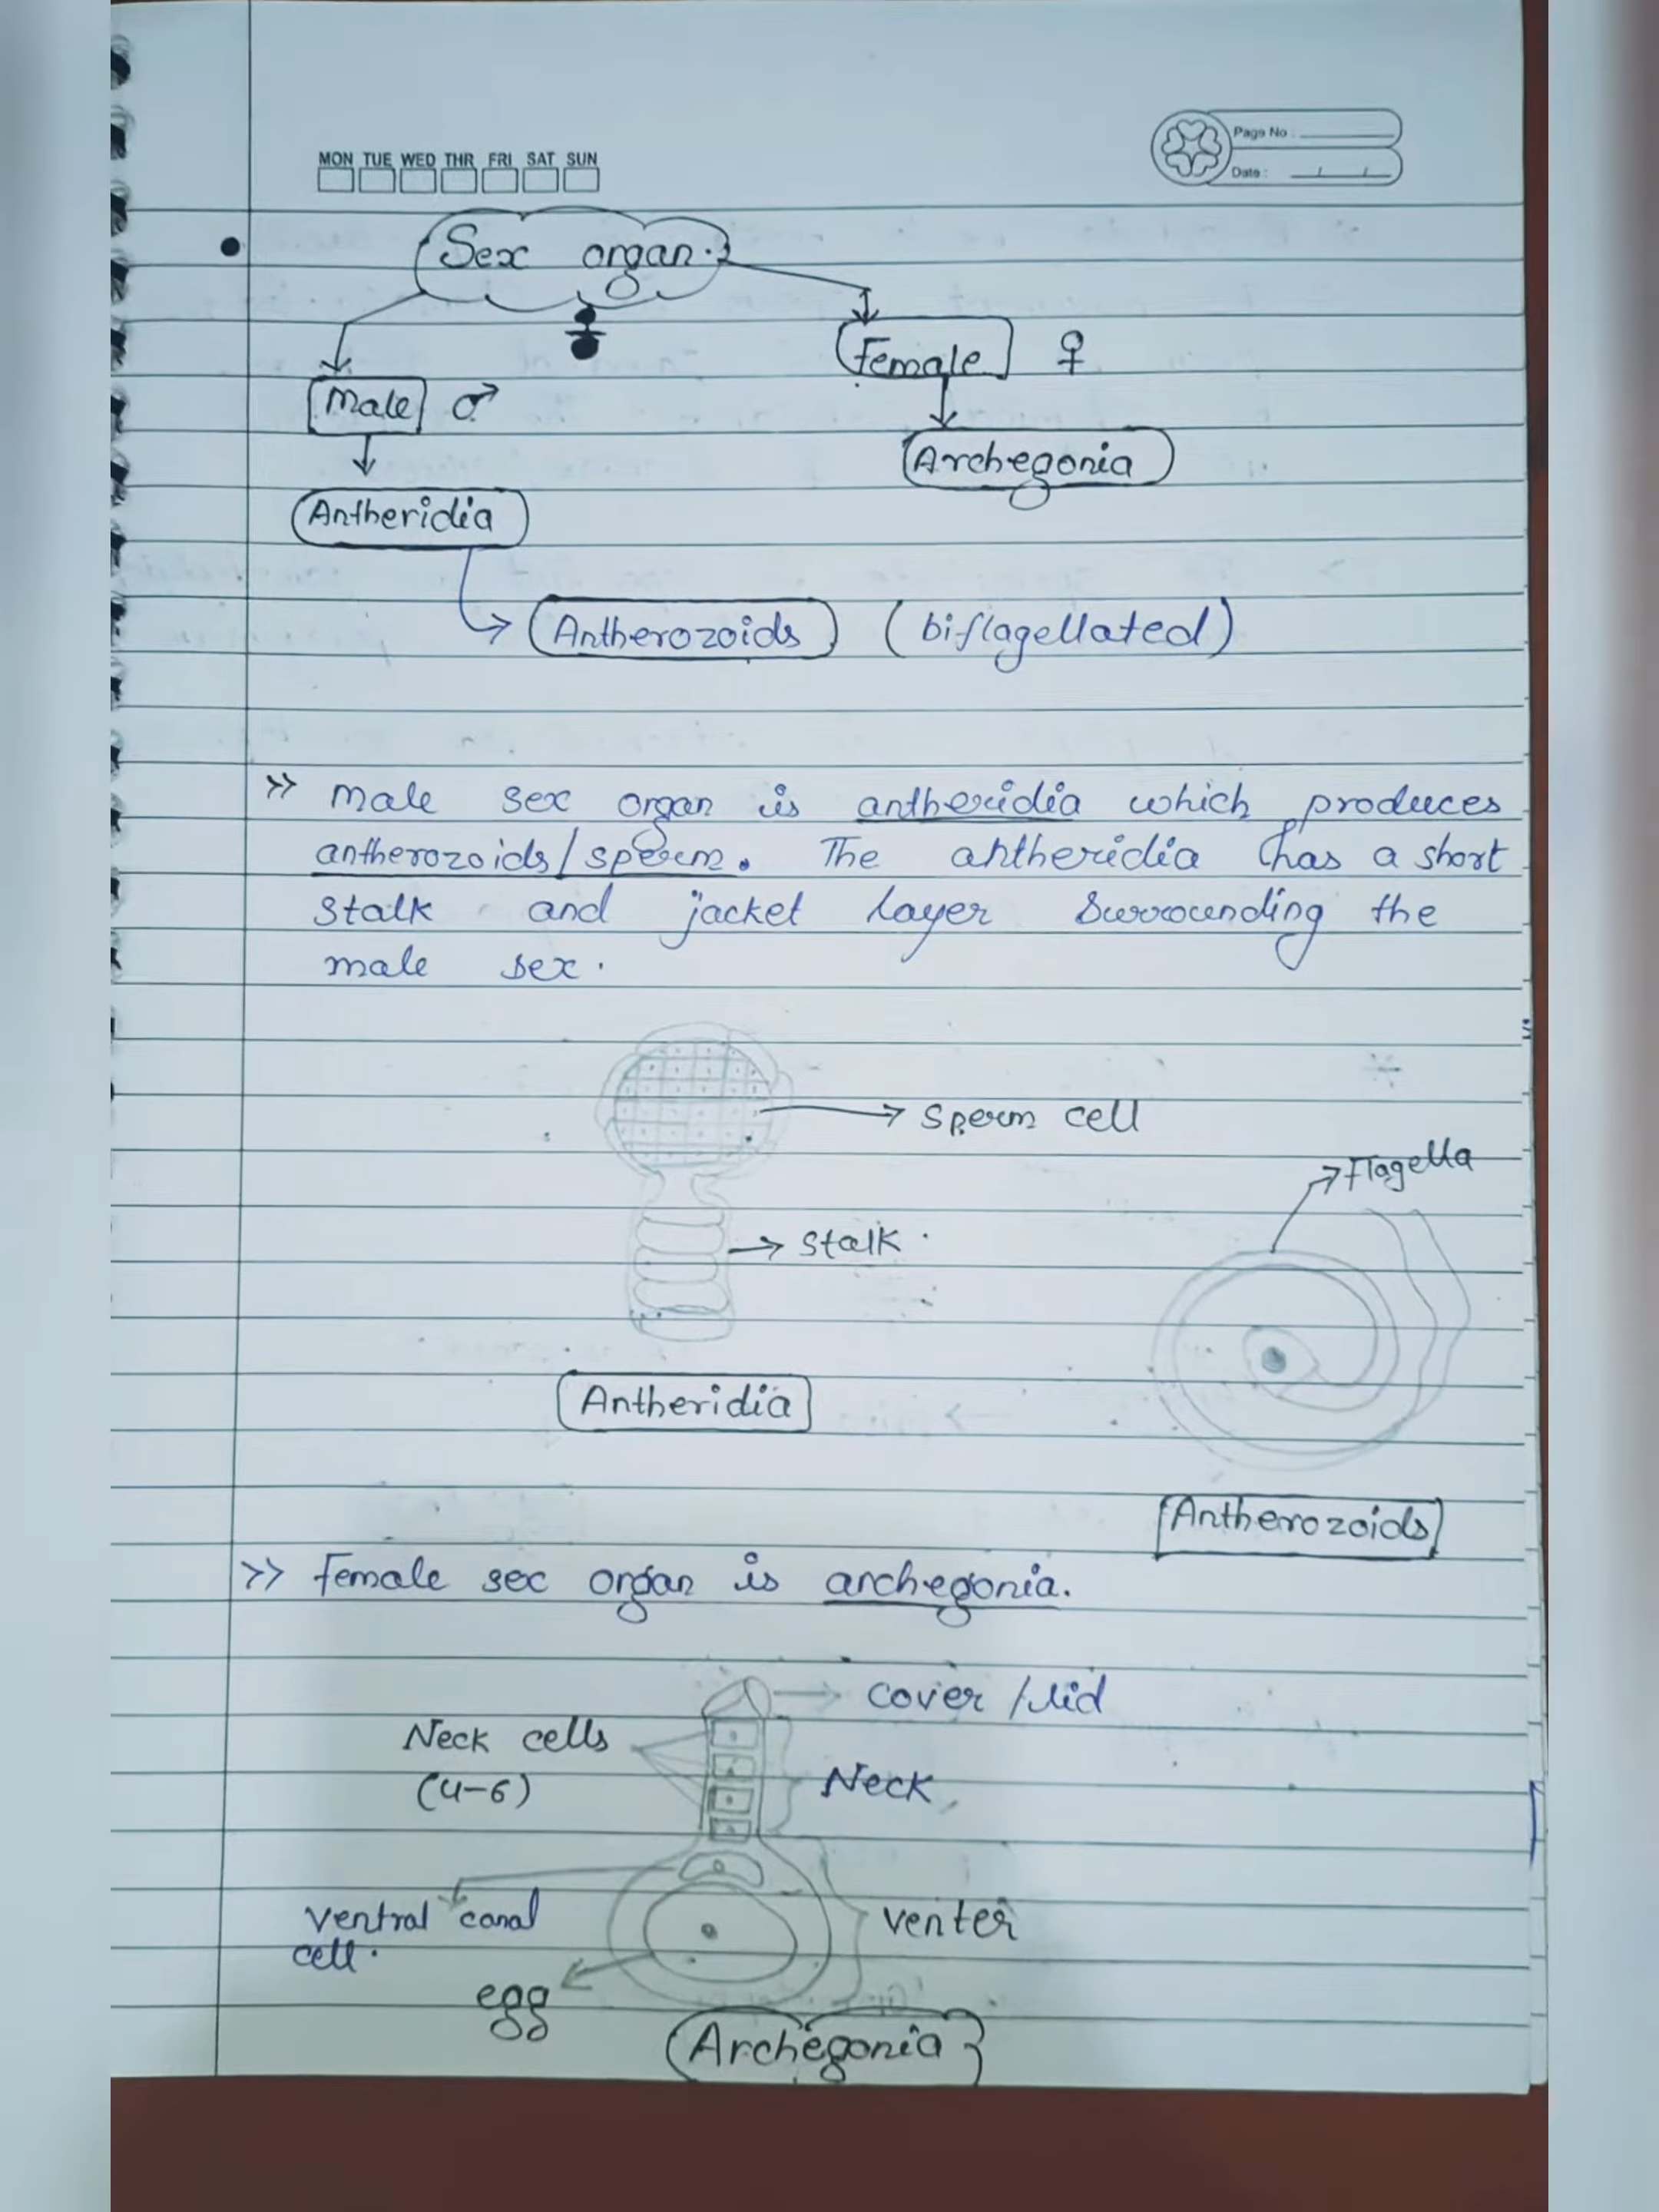 MON TUE WED THR FRI SAT SUN
Page No :
Date :
Sex organ.
Male ♂
Female ♀
Antheridia
Archegonia
Antherozoids (biflagellated)
>> Male sex organ is antheridia which produces
antherozoids/sperm. The antheridia has a short
stalk and jacket layer surrounding the
male sex.
Sperm cell
Flagella
Stalk.
Antheridia
Antherozoids
>> Female sec organ is archegonia.
Cover /lid
Neck cells
(4-6)
Neck
Ventral canal
cell.
Venter
egg
Archegonia